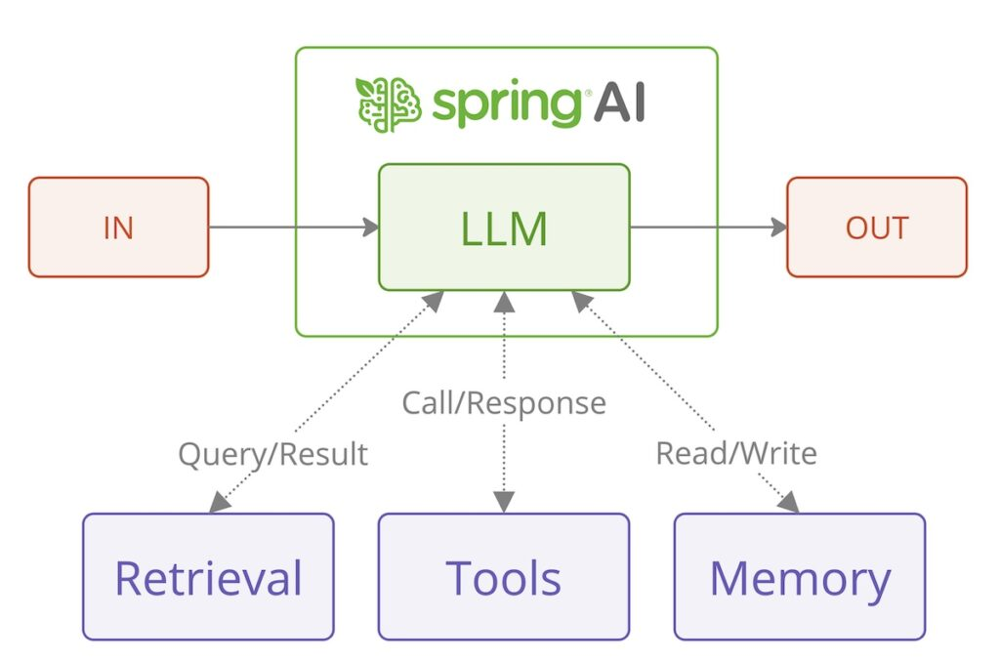 spring® AI
IN
LLM
OUT
Call/Response
Query/Result
Read/Write
Retrieval
Tools
Memory